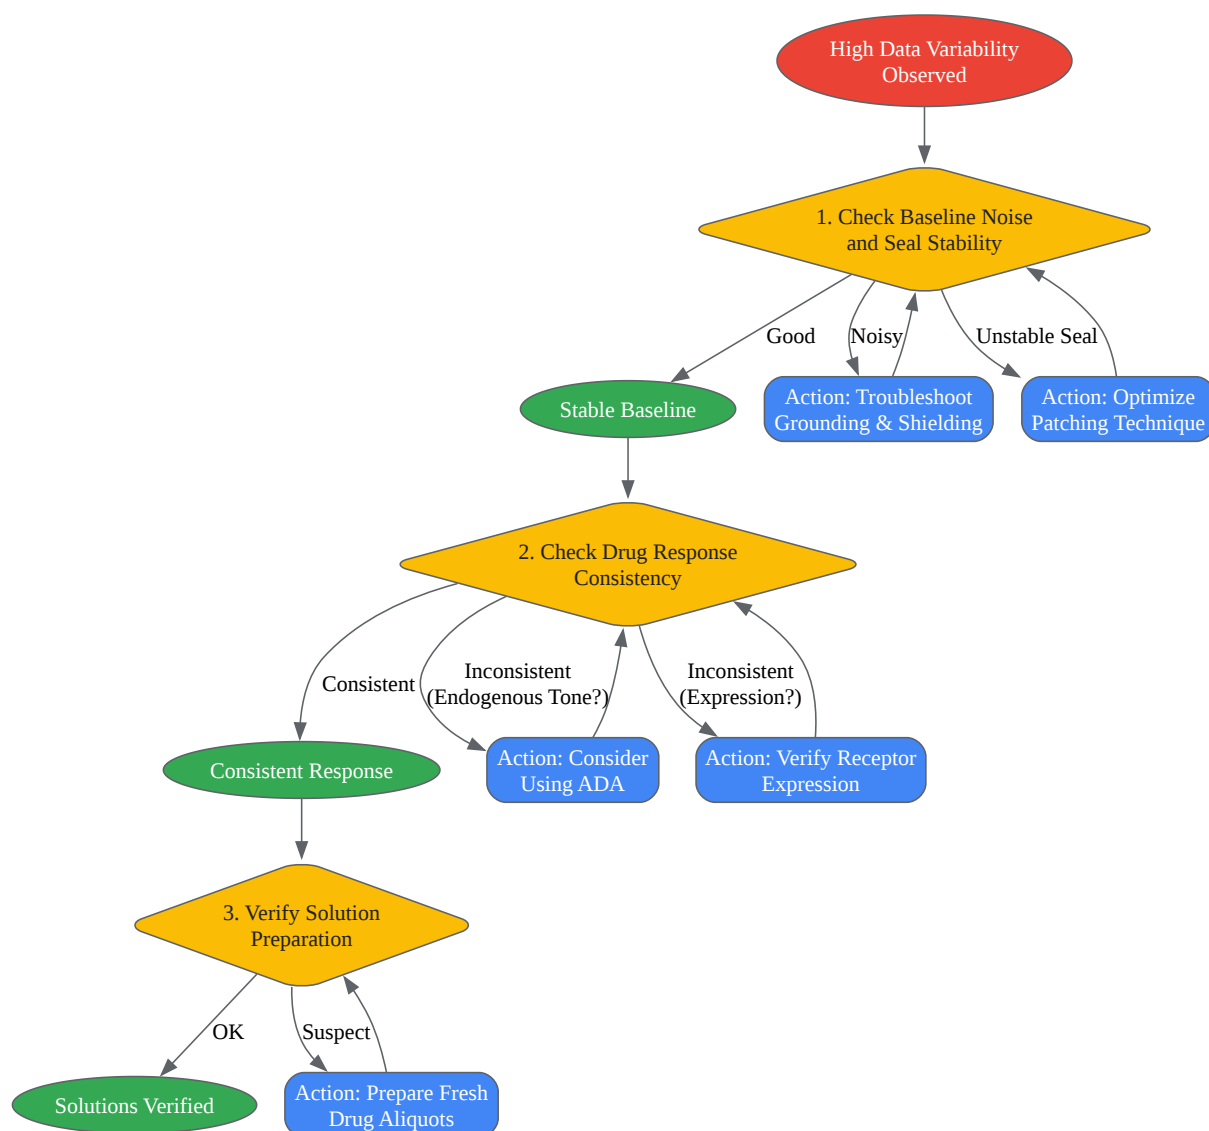 High Data Variability
Observed
1. Check Baseline Noise
and Seal Stability
Good
Noisy
Unstable Seal
Stable Baseline
Action: Troubleshoot
Grounding & Shielding
Action: Optimize
Patching Technique
2. Check Drug Response
Consistency
Consistent
Inconsistent
(Endogenous Tone?)
Inconsistent
(Expression?)
Consistent Response
Action: Consider
Using ADA
Action: Verify Receptor
Expression
3. Verify Solution
Preparation
OK
Suspect
Solutions Verified
Action: Prepare Fresh
Drug Aliquots